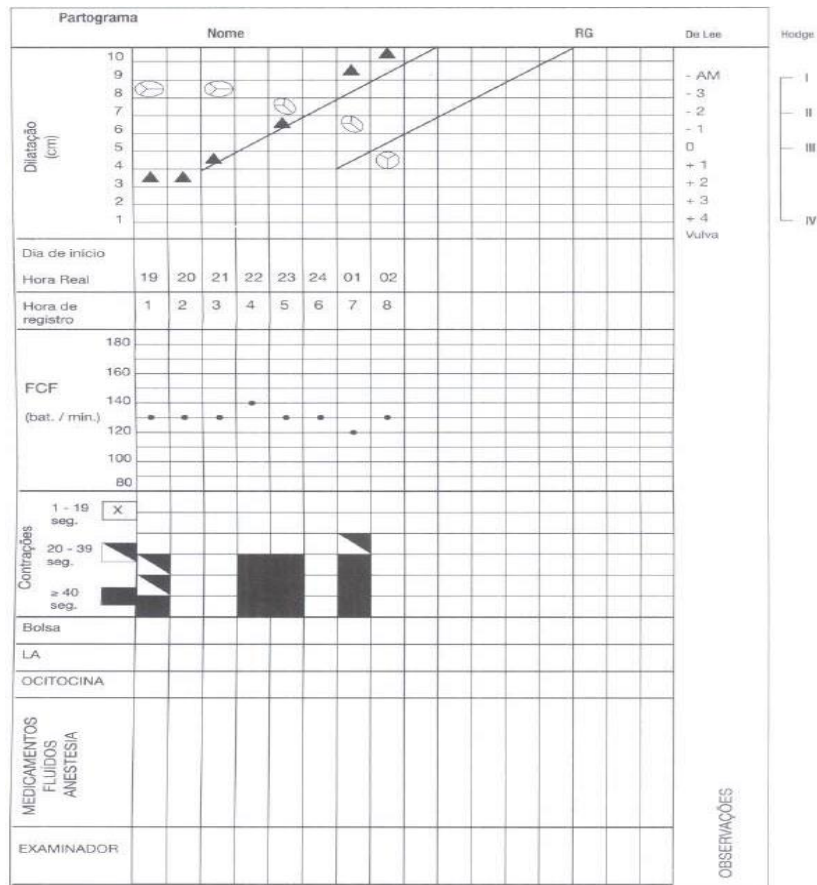 Partograma
Nome RG De Lee Hodge
Dilatação (cm)
10
9 - AM I
8 - 3
7 - 2 II
6 - 1
5 0 III
4 + 1
3 + 2
2 + 3
1 + 4 IV
Vulva
Dia de início
Hora Real 19 20 21 22 23 24 01 02
Hora de registro 1 2 3 4 5 6 7 8
180
160
FCF 140
(bat. / min.) 120
100
80
Contrações
1 - 19 seg. X
20 - 39 seg.
≥ 40 seg.
Bolsa
LA
OCITOCINA
MEDICAMENTOS
FLUÍDOS
ANESTESIA
OBSERVAÇÕES
EXAMINADOR